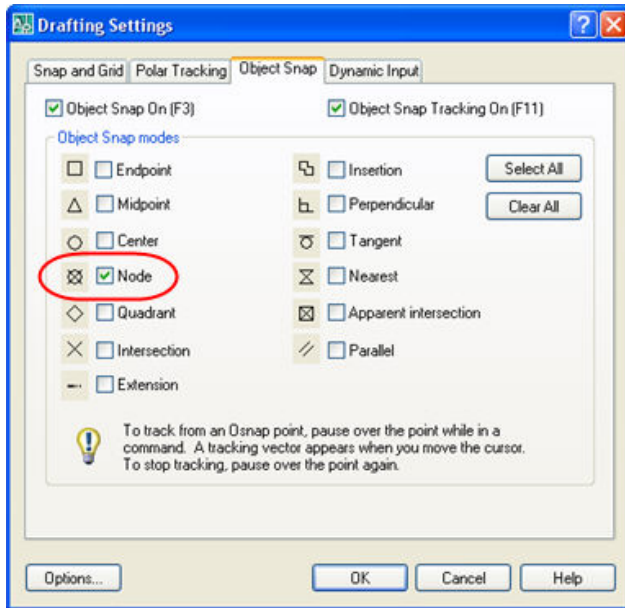 Drafting Settings
Snap and Grid Polar Tracking Object Snap Dynamic Input
Object Snap On (F3) Object Snap Tracking On (F11)
Object Snap modes
Endpoint Insertion Select All
Midpoint Perpendicular Clear All
Center Tangent
Node Nearest
Quadrant Apparent intersection
Intersection Parallel
Extension
To track from an Osnap point, pause over the point while in a
command. A tracking vector appears when you move the cursor.
To stop tracking, pause over the point again.
Options... OK Cancel Help